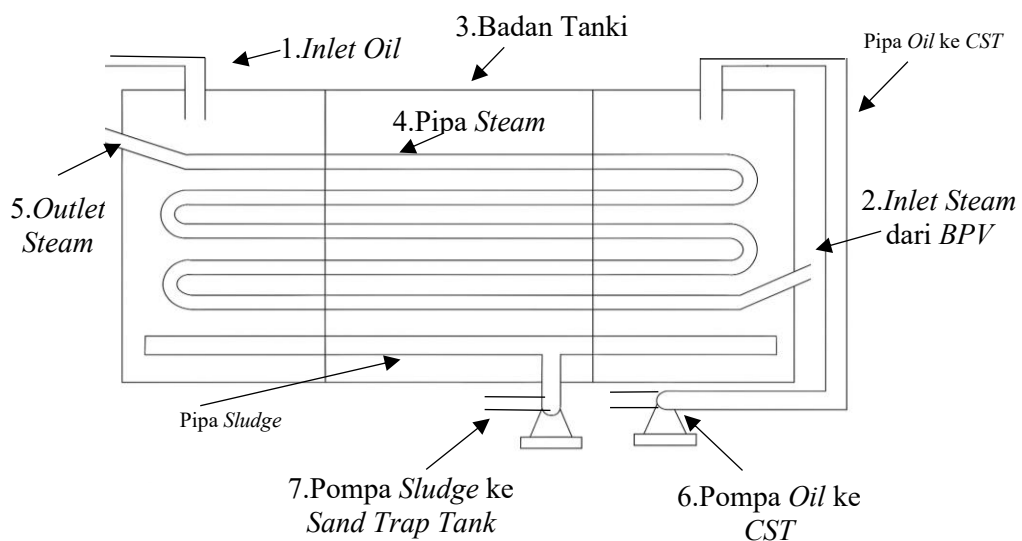 1.Inlet Oil
3.Badan Tanki
Pipa Oil ke CST
4.Pipa Steam
5.Outlet
Steam
2.Inlet Steam
dari BPV
Pipa Sludge
7.Pompa Sludge ke
Sand Trap Tank
6.Pompa Oil ke
CST